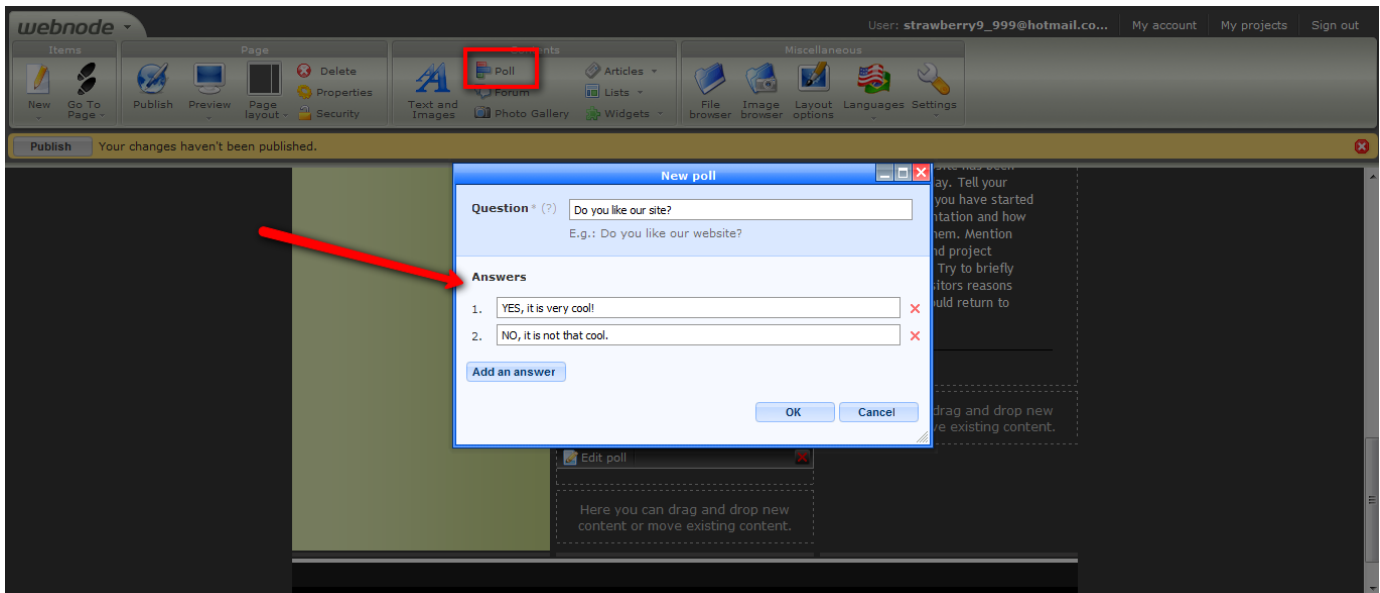 webnode
User: strawberry9_999@hotmail.co... My account My projects Sign out
Items Page Contents Miscellaneous
New
Go To
Page
Publish
Preview
Page
layout
Delete
Properties
Security
Text and
Images
Poll
Forum
Photo Gallery
Articles
Lists
Widgets
File
browser
Image
browser
Layout
options
Languages
Settings
Publish Your changes haven't been published.
New poll
Question * (?) Do you like our site?
E.g.: Do you like our website?
Answers
1. YES, it is very cool!
2. NO, it is not that cool.
Add an answer
OK Cancel
site has been
ay. Tell your
you have started
ntation and how
hem. Mention
nd project
Try to briefly
sitors reasons
ould return to
drag and drop new
ve existing content.
Edit poll
Here you can drag and drop new
content or move existing content.